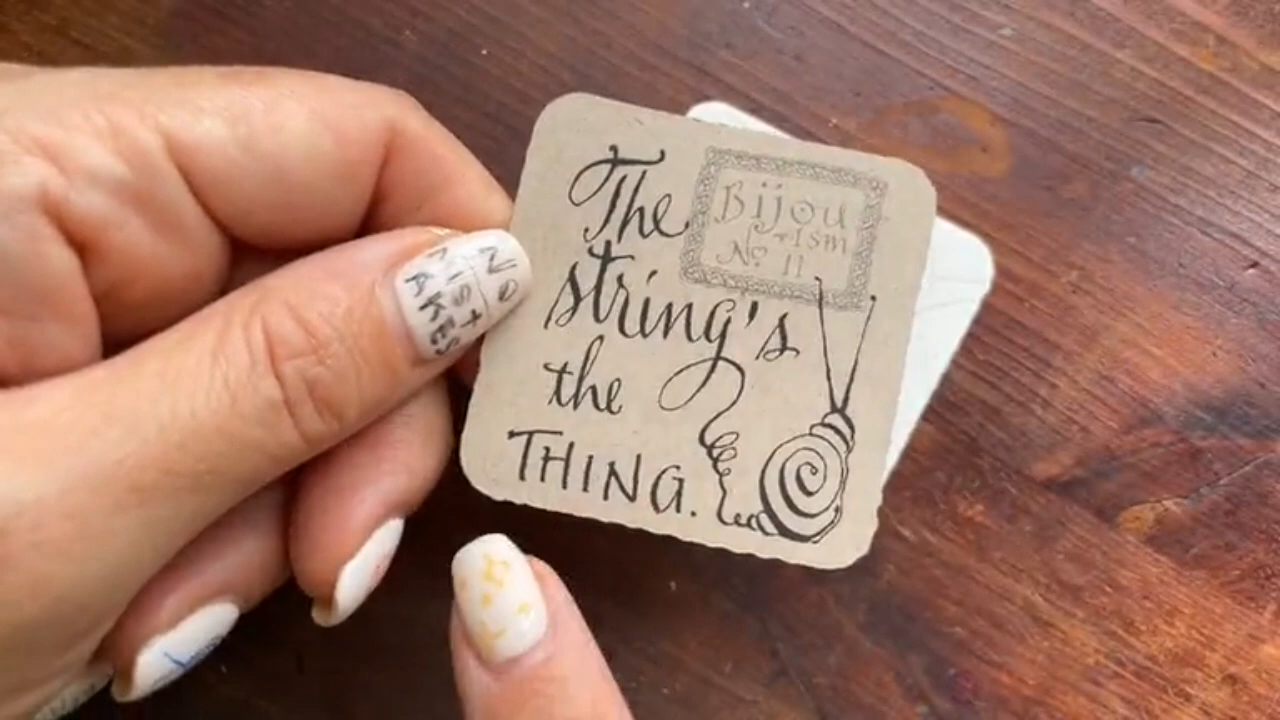 The
string's
the
THING.
Bijou
-ism
No. 11
NO
MIST
AKES